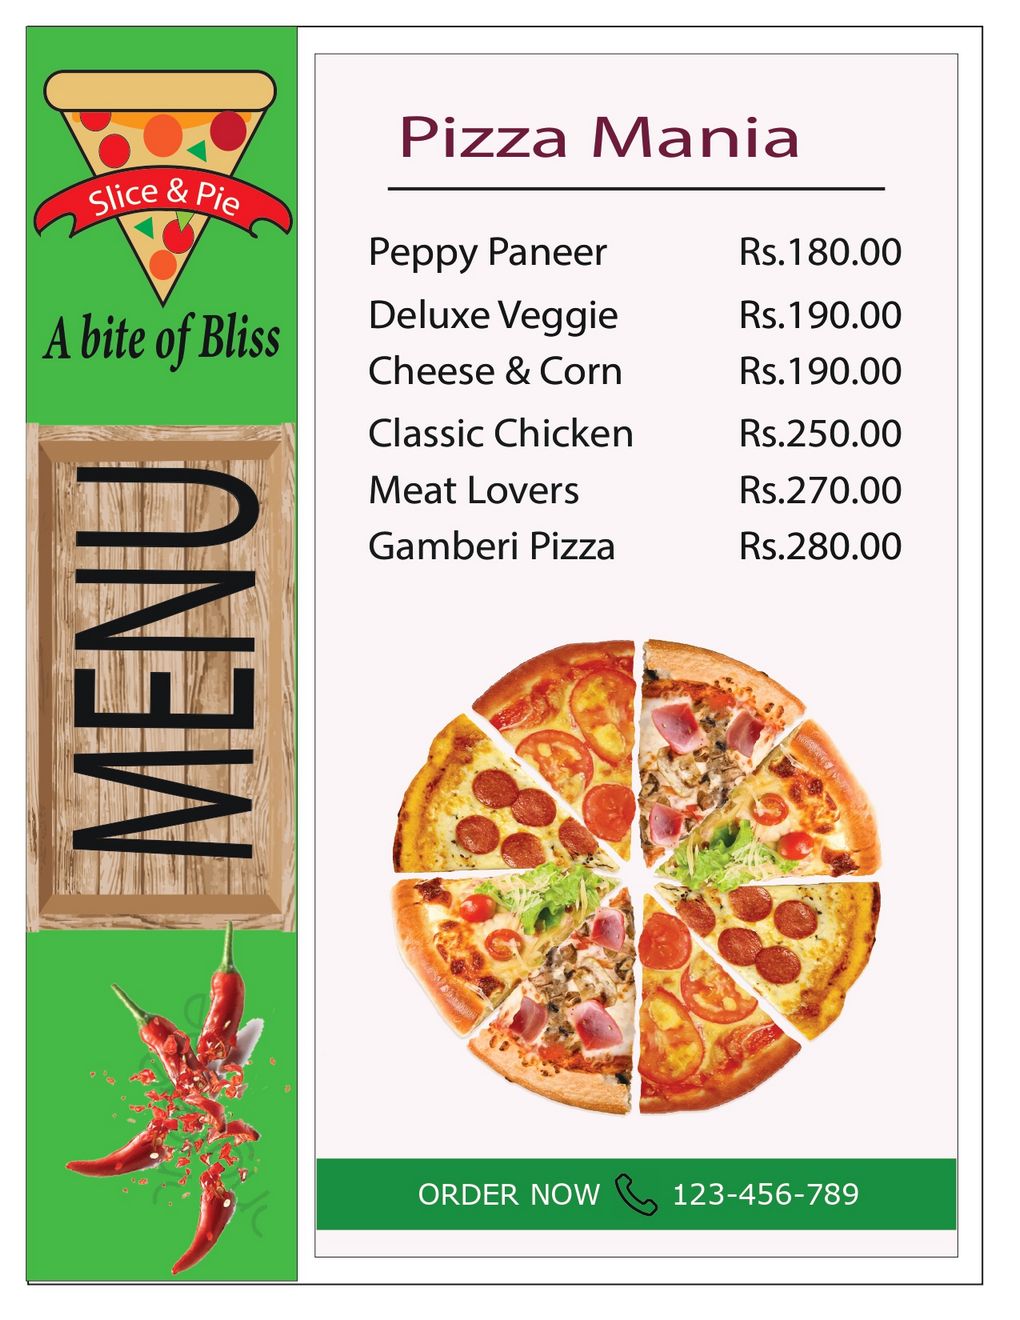 Slice & Pie
A bite of Bliss
MENU
Pizza Mania
Peppy Paneer Rs.180.00
Deluxe Veggie Rs.190.00
Cheese & Corn Rs.190.00
Classic Chicken Rs.250.00
Meat Lovers Rs.270.00
Gamberi Pizza Rs.280.00
ORDER NOW 123-456-789